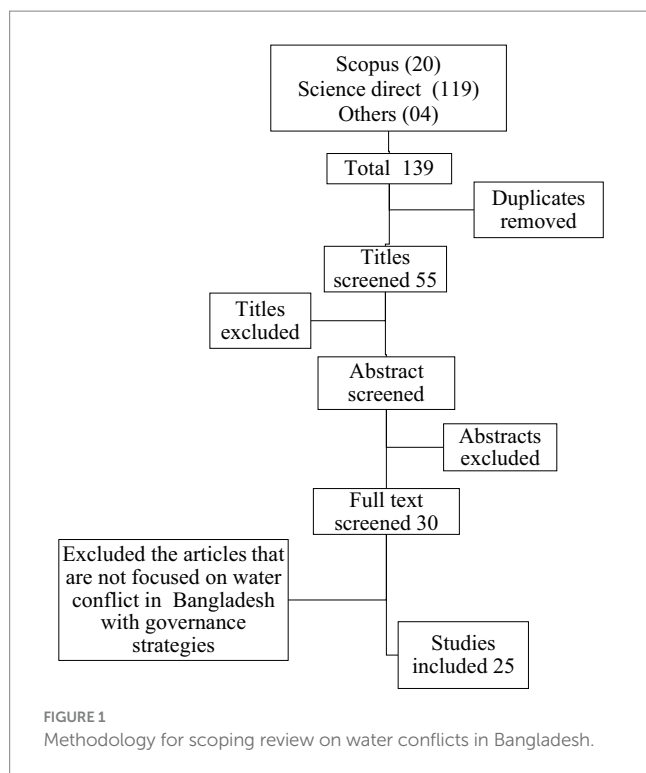 Scopus (20)
Science direct (119)
Others (04)
Total 139
Duplicates
removed
Titles
screened 55
Titles
excluded
Abstract
screened
Abstracts
excluded
Full text
screened 30
Excluded the articles that
are not focused on water
conflict in Bangladesh
with governance
strategies
Studies
included 25
FIGURE 1
Methodology for scoping review on water conflicts in Bangladesh.